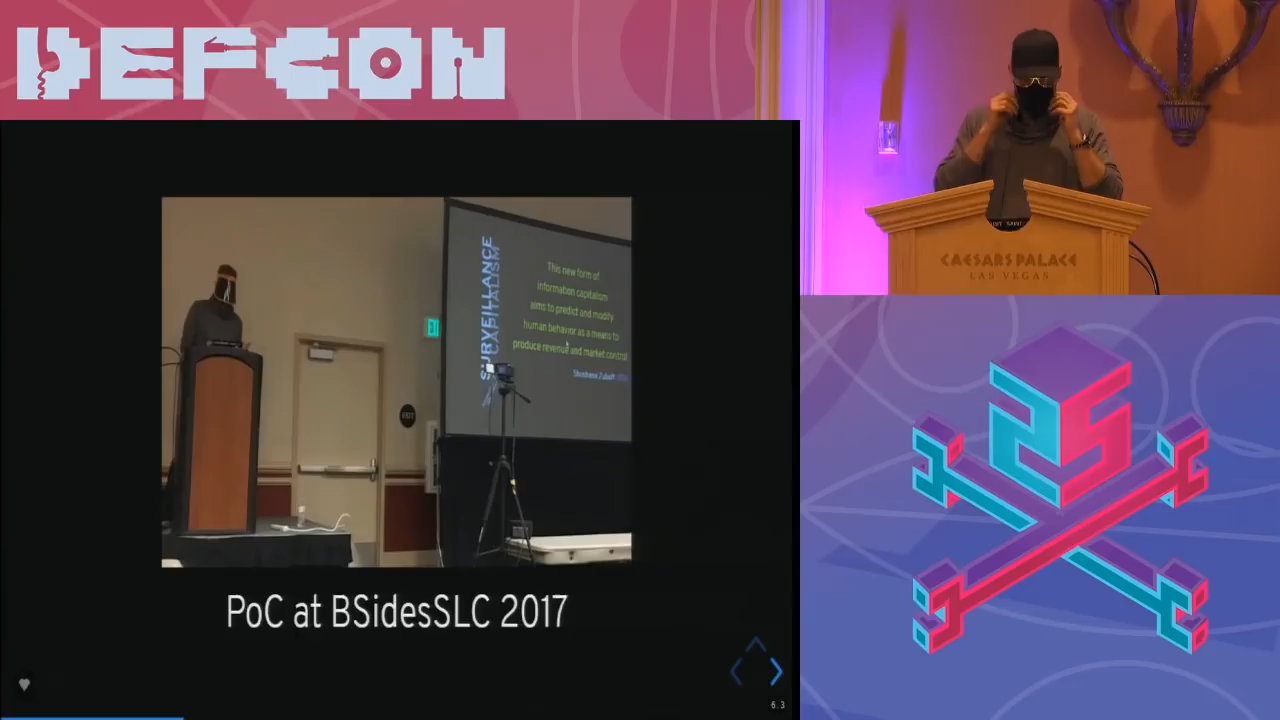 DEFCON
SURVEILLANCE
CAPITALISM
This new form of
information capitalism
aims to predict and modify
human behavior as a means to
produce revenue and market control
EXIT
CAESARS PALACE
LAS VEGAS
PoC at BSidesSLC 2017
6.3